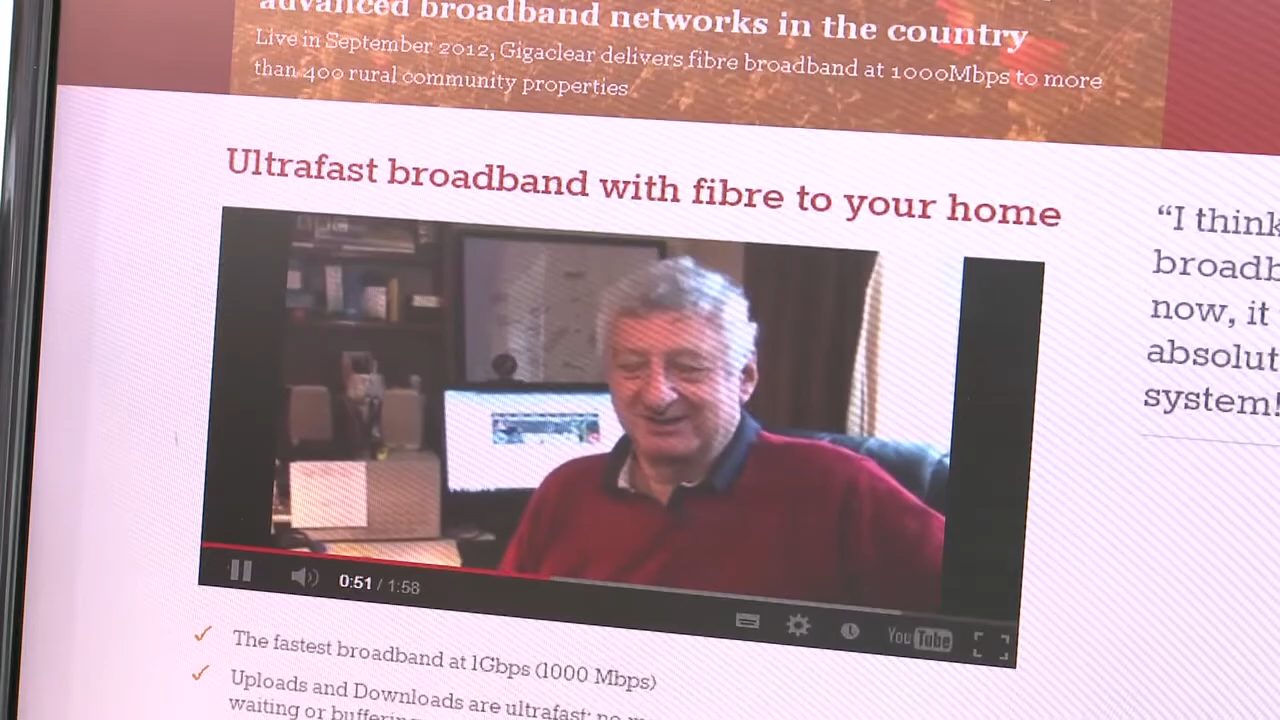 advanced broadband networks in the country
Live in September 2012, Gigaclear delivers fibre broadband at 1000Mbps to more
than 400 rural community properties
Ultrafast broadband with fibre to your home
"I think
broadb
now, it
absolut
system!
0:51 / 1:58
YouTube
The fastest broadband at 1Gbps (1000 Mbps)
Uploads and Downloads are ultrafast: no
waiting or buffering